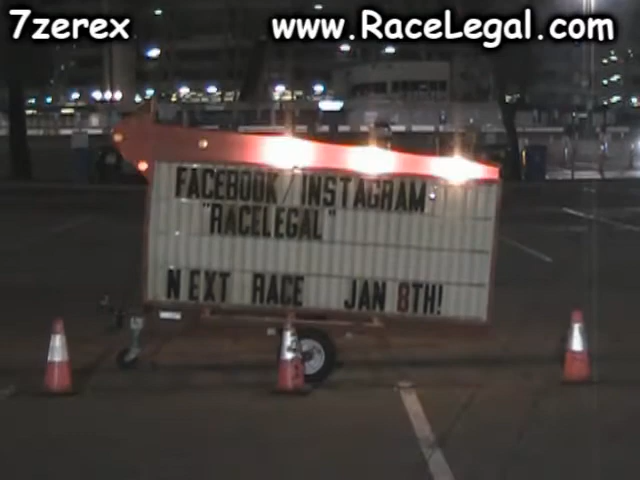 7zerex
www.RaceLegal.com
FACEBOOK/INSTAGRAM
"RACELEGAL"
NEXT RACE JAN 8TH!